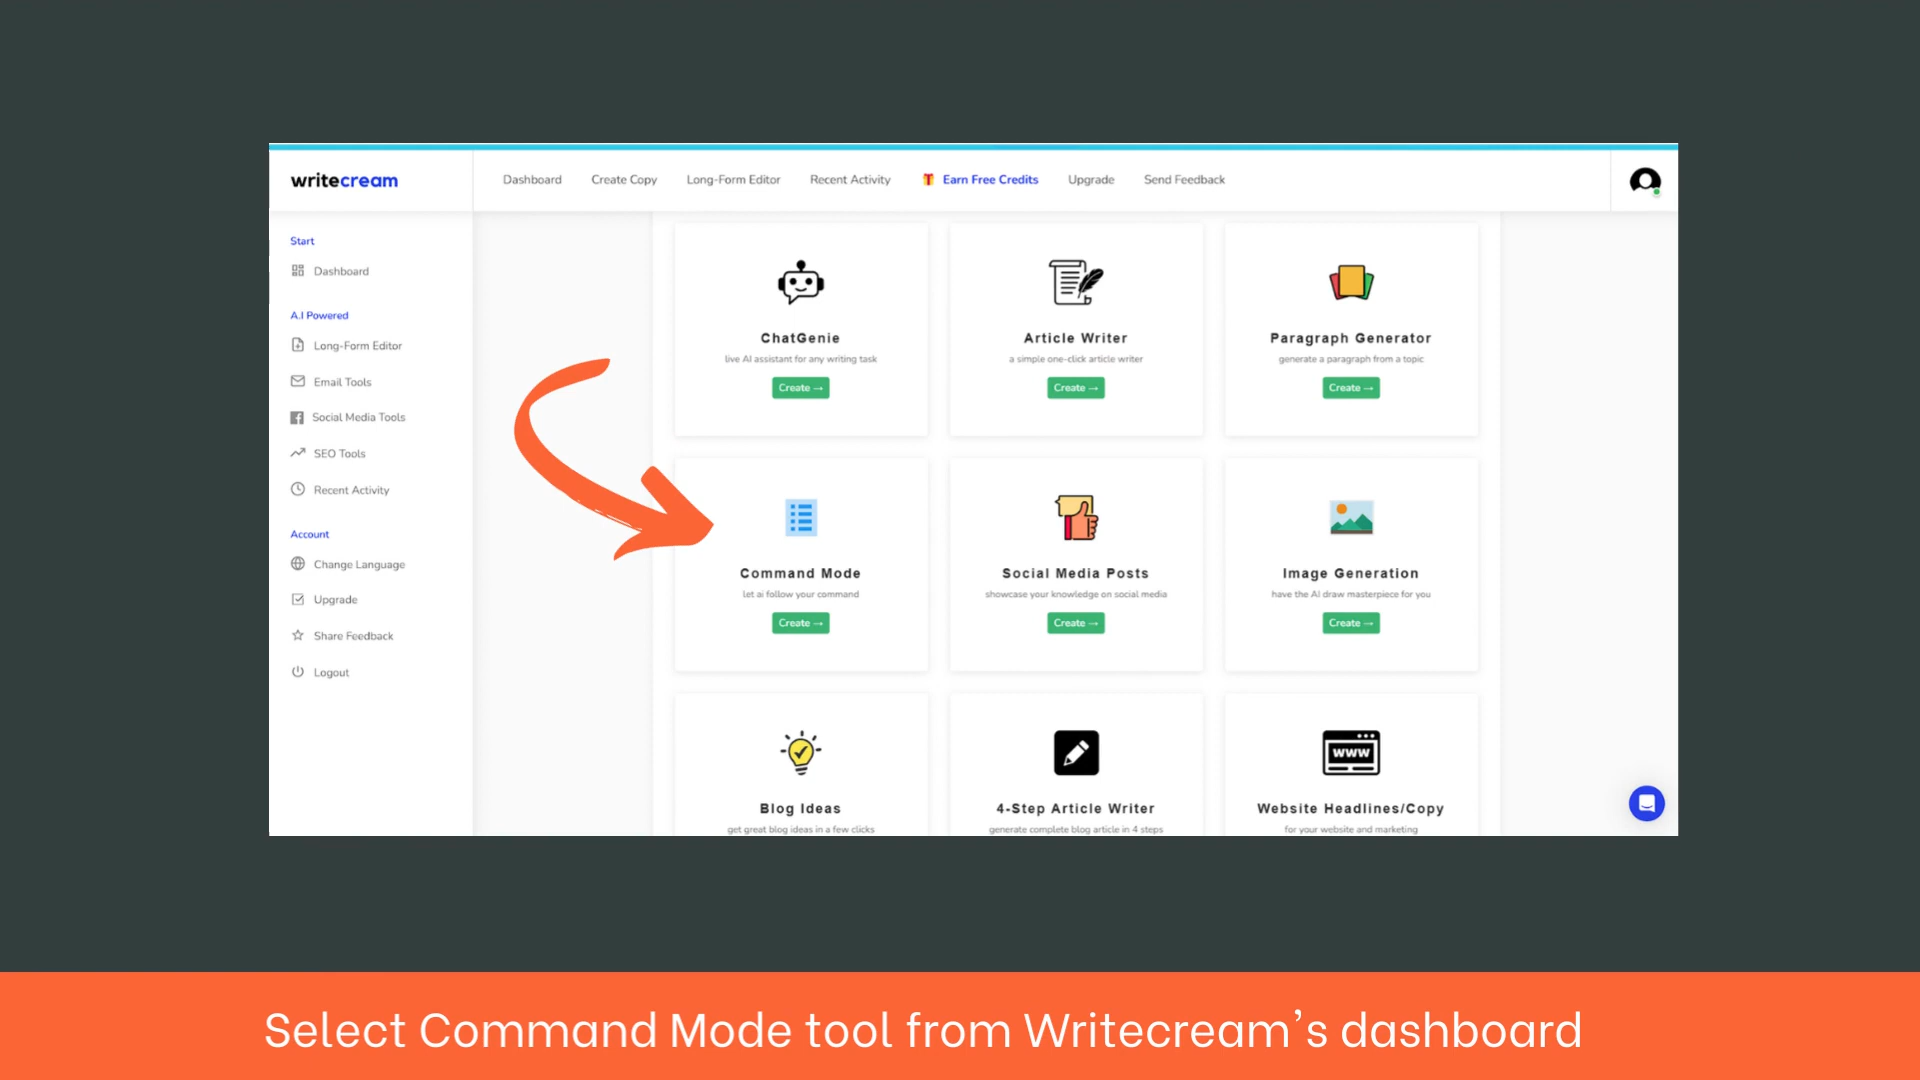 writecream
Dashboard
Create Copy
Long-Form Editor
Recent Activity
Earn Free Credits
Upgrade
Send Feedback
Start
Dashboard
A.I Powered
Long-Form Editor
Email Tools
Social Media Tools
SEO Tools
Recent Activity
Account
Change Language
Upgrade
Share Feedback
Logout
ChatGenie
live AI assistant for any writing task
Create →
Article Writer
a simple one-click article writer
Create →
Paragraph Generator
generate a paragraph from a topic
Create →
Command Mode
let ai follow your command
Create →
Social Media Posts
showcase your knowledge on social media
Create →
Image Generation
have the AI draw masterpiece for you
Create →
Blog Ideas
get great blog ideas in a few clicks
4-Step Article Writer
generate complete blog article in 4 steps
WWW
Website Headlines/Copy
for your website and marketing
Select Command Mode tool from Writecream's dashboard